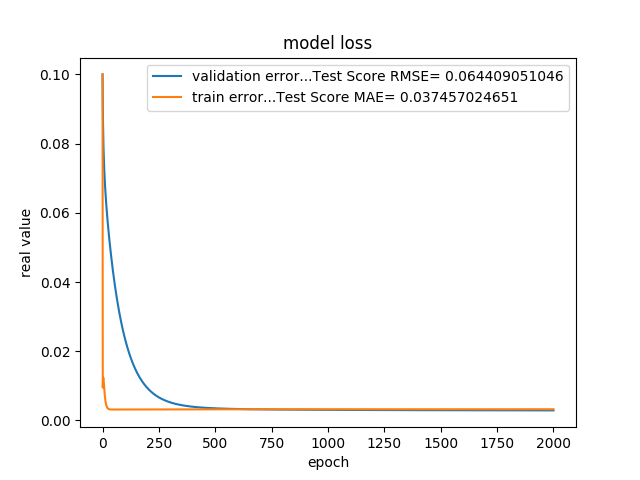 model loss
validation error...Test Score RMSE= 0.064409051046
train error...Test Score MAE= 0.037457024651
real value
0.10
0.08
0.06
0.04
0.02
0.00
0 250 500 750 1000 1250 1500 1750 2000
epoch